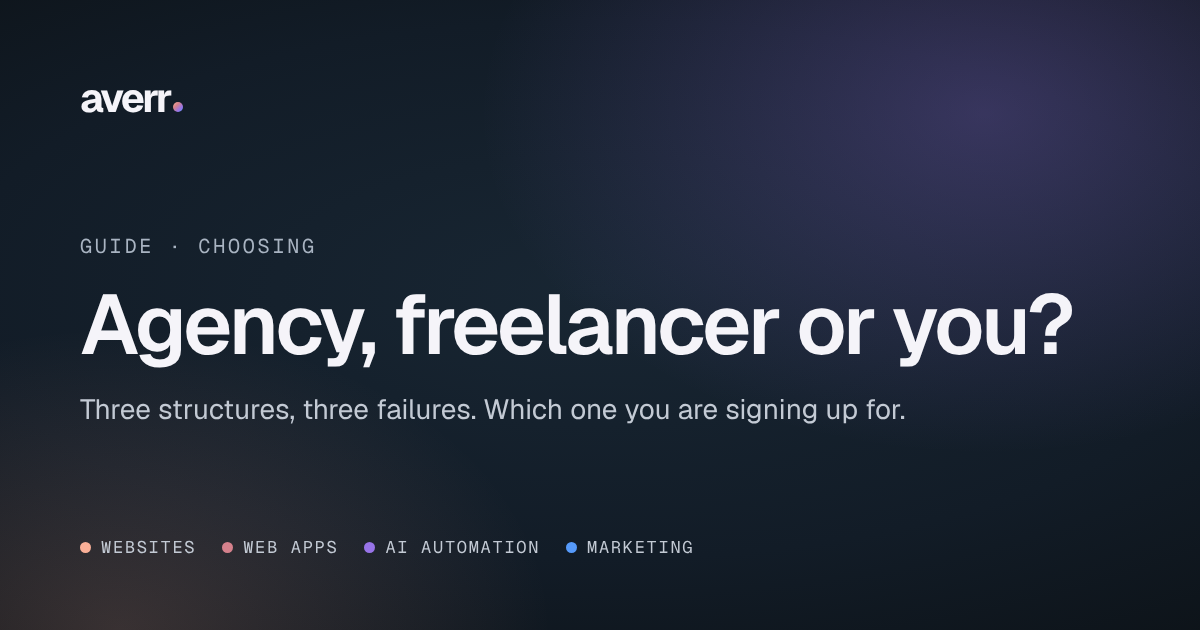 averr.
GUIDE · CHOOSING
Agency, freelancer or you?
Three structures, three failures. Which one you are signing up for.
WEBSITES WEB APPS AI AUTOMATION MARKETING